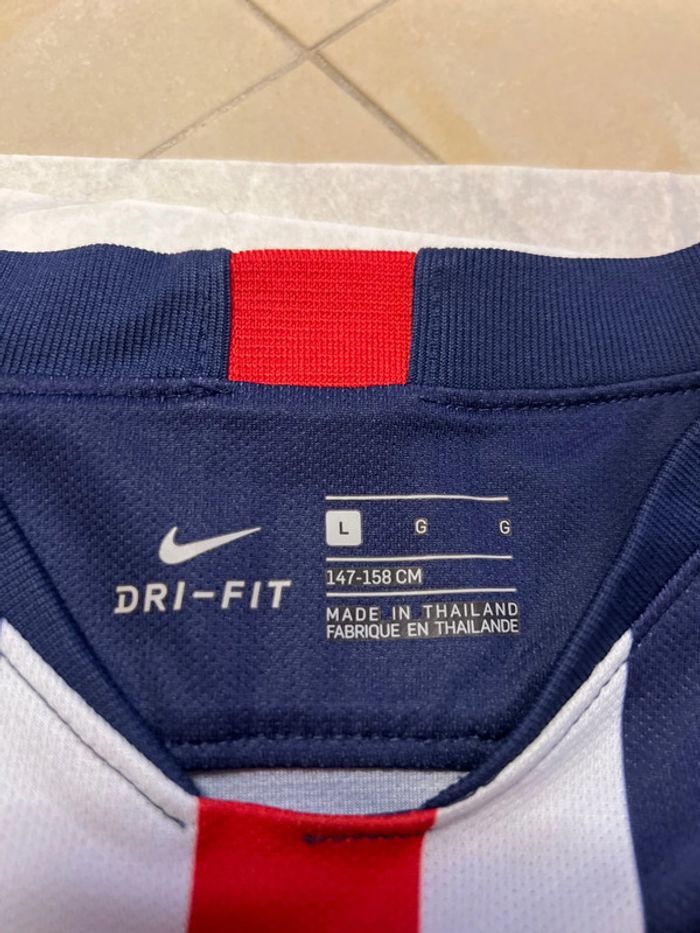 DRI-FIT
L G G
147-158 CM
MADE IN THAILAND
FABRIQUE EN THAILANDE